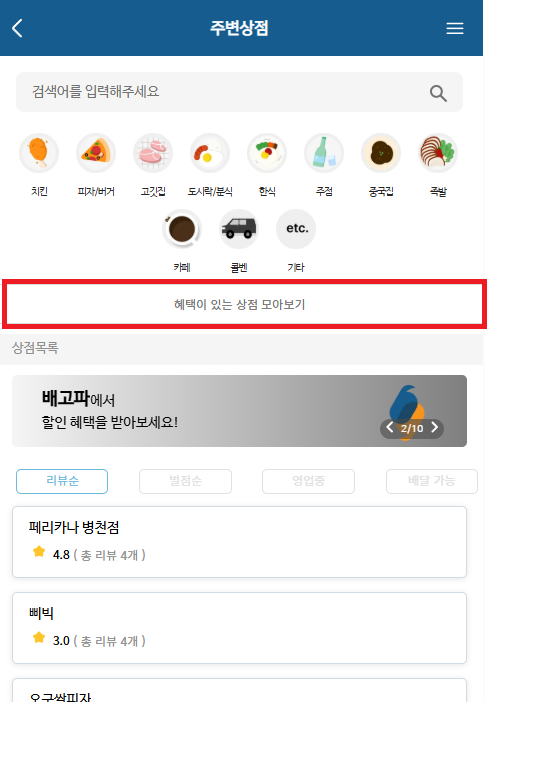 주변상점
검색어를 입력해주세요
치킨 피자/버거 고깃집 도시락/분식 한식 주점 중국집 족발
etc.
카페 콜벤 기타
혜택이 있는 상점 모아보기
상점목록
배고파에서
할인 혜택을 받아보세요!
2/10
리뷰순 별점순 영업중 배달 가능
페리카나 병천점
4.8 ( 총 리뷰 4개 )
삐빅
3.0 ( 총 리뷰 4개 )
오구쌀피자